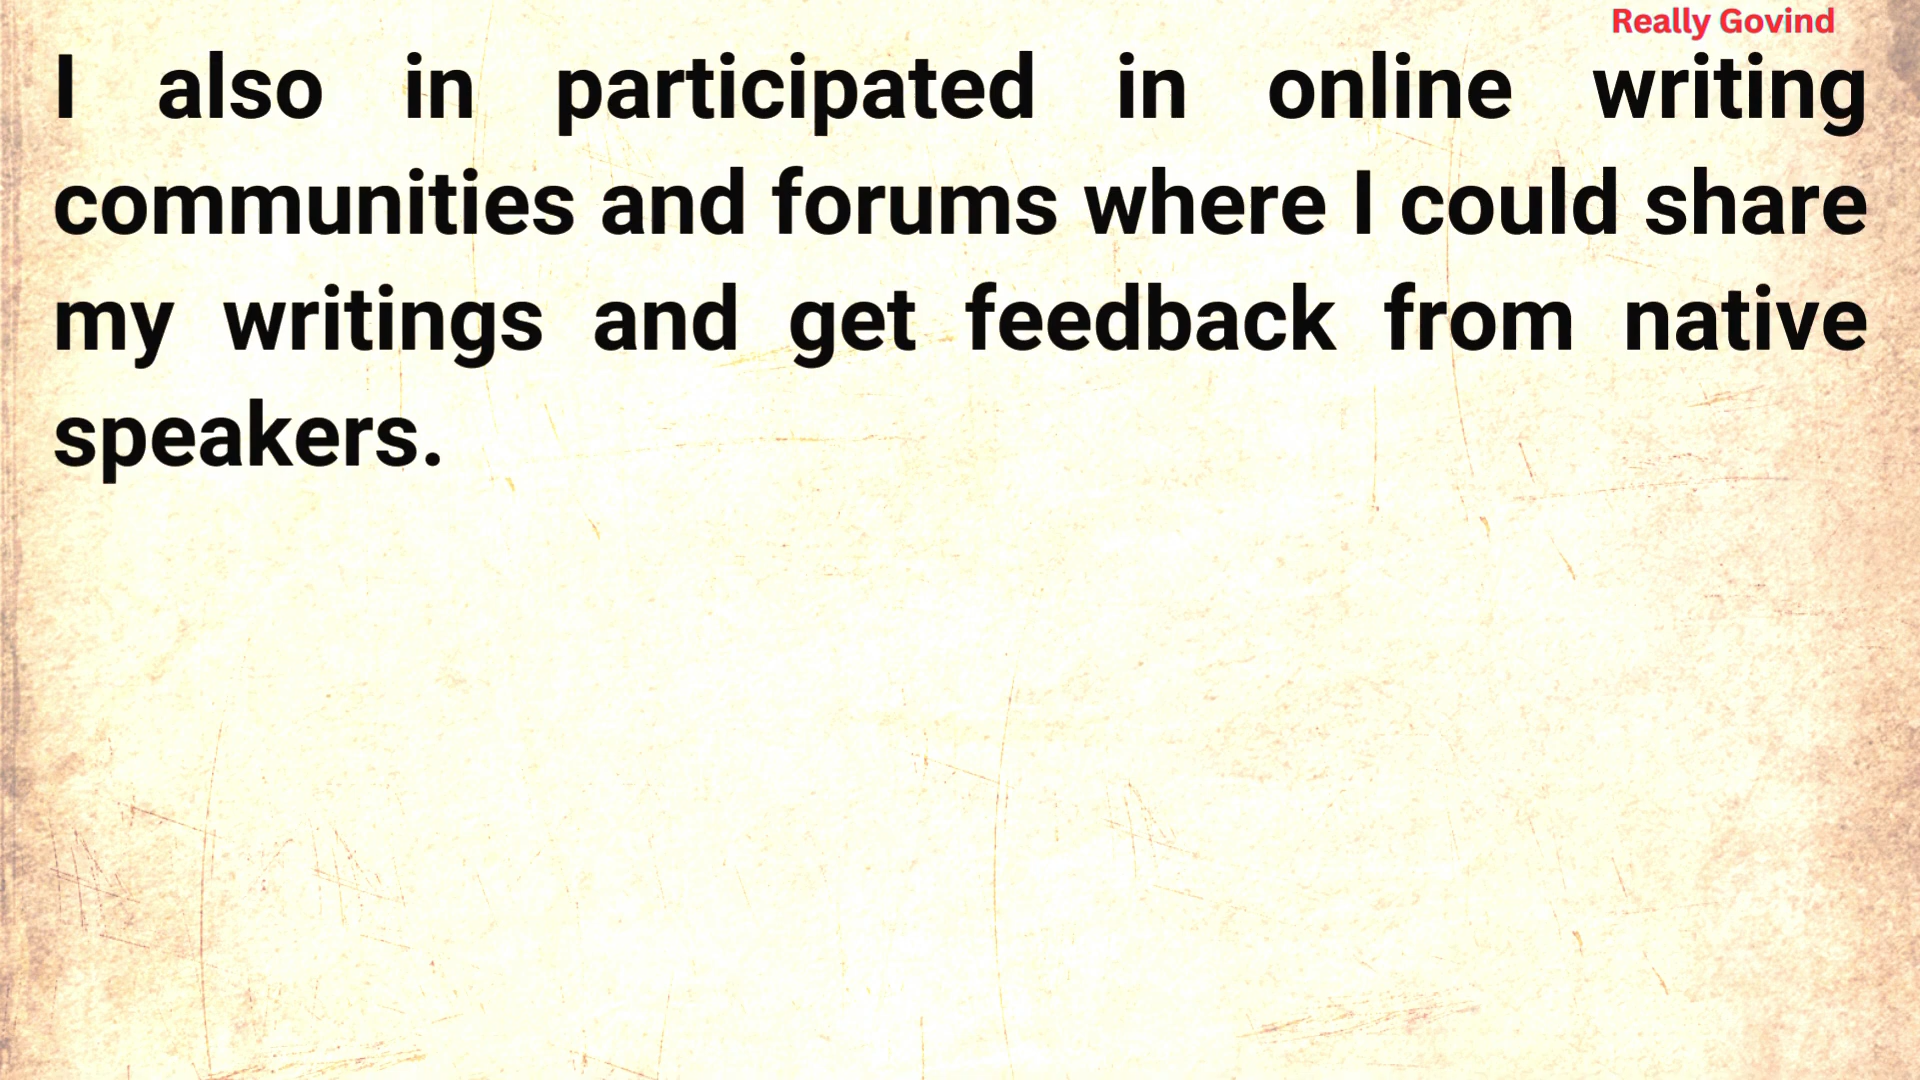 Really Govind
I also in participated in online writing
communities and forums where I could share
my writings and get feedback from native
speakers.